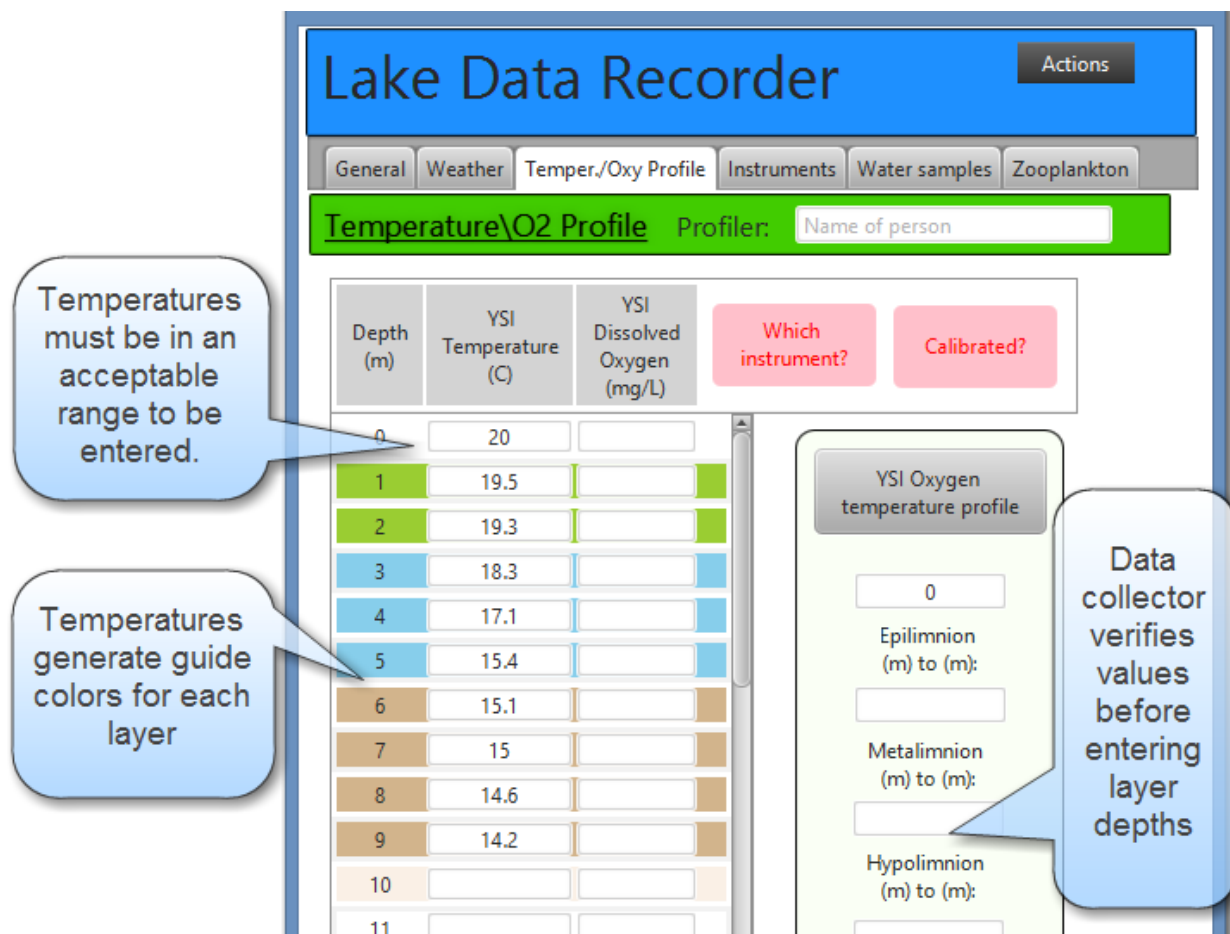 Lake Data Recorder
Actions
General Weather Temper./Oxy Profile Instruments Water samples Zooplankton
Temperature\O2 Profile Profiler: Name of person
Temperatures
must be in an
acceptable
range to be
entered.
Depth
(m)
YSI
Temperature
(C)
YSI
Dissolved
Oxygen
(mg/L)
Which
instrument?
Calibrated?
0 20
1 19.5
2 19.3
3 18.3
4 17.1
5 15.4
6 15.1
7 15
8 14.6
9 14.2
10
11
Temperatures
generate guide
colors for each
layer
YSI Oxygen
temperature profile
0
Epilimnion
(m) to (m):
Metalimnion
(m) to (m):
Hypolimnion
(m) to (m):
Data
collector
verifies
values
before
entering
layer
depths